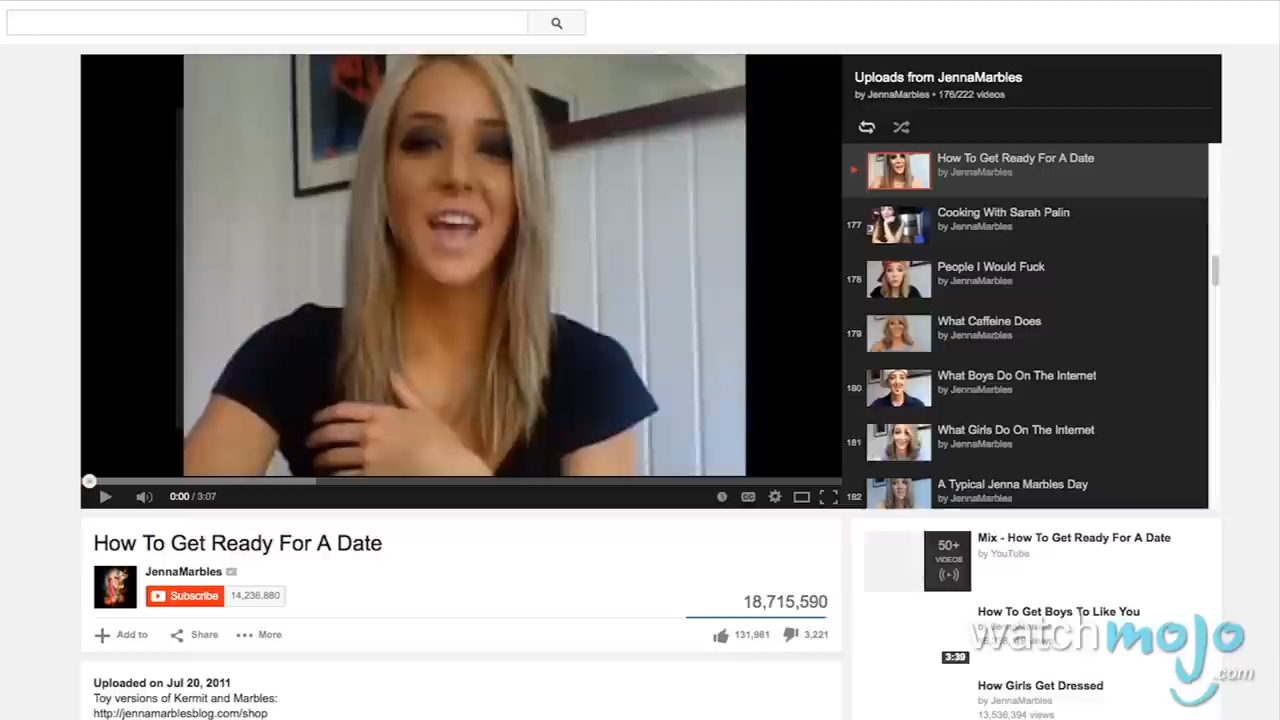 Uploads from JennaMarbles
by JennaMarbles • 176/222 videos
How To Get Ready For A Date
by JennaMarbles
177
Cooking With Sarah Palin
by JennaMarbles
178
People I Would Fuck
by JennaMarbles
179
What Caffeine Does
by JennaMarbles
180
What Boys Do On The Internet
by JennaMarbles
181
What Girls Do On The Internet
by JennaMarbles
182
A Typical Jenna Marbles Day
by JennaMarbles
0:00 / 3:07
CC
How To Get Ready For A Date
JennaMarbles
Subscribe 14,236,880
18,715,590
Add to Share More
131,981 3,221
Uploaded on Jul 20, 2011
Toy versions of Kermit and Marbles:
http://jennamarblesblog.com/shop
50+
VIDEOS
Mix - How To Get Ready For A Date
by YouTube
How To Get Boys To Like You
3:39
How Girls Get Dressed
by JennaMarbles
13,536,394 views
watchmojo
.com